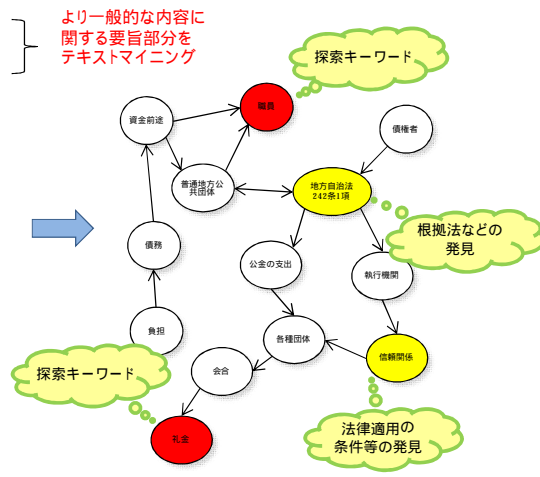 より一般的な内容に
関する要旨部分を
テキストマイニング
探索キーワード
職員
資金前途
債権者
普通地方公
共団体
地方自治法
242条1項
根拠法などの
発見
債務
公金の支出
執行機関
負担
各種団体
信頼関係
探索キーワード
会合
法律適用の
条件等の発見
礼金